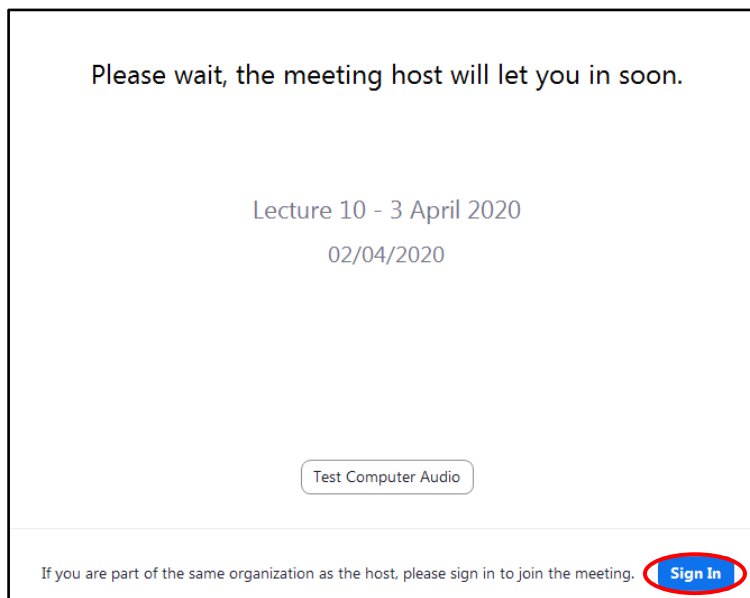 Please wait, the meeting host will let you in soon.
Lecture 10 - 3 April 2020
02/04/2020
Test Computer Audio
If you are part of the same organization as the host, please sign in to join the meeting. Sign In